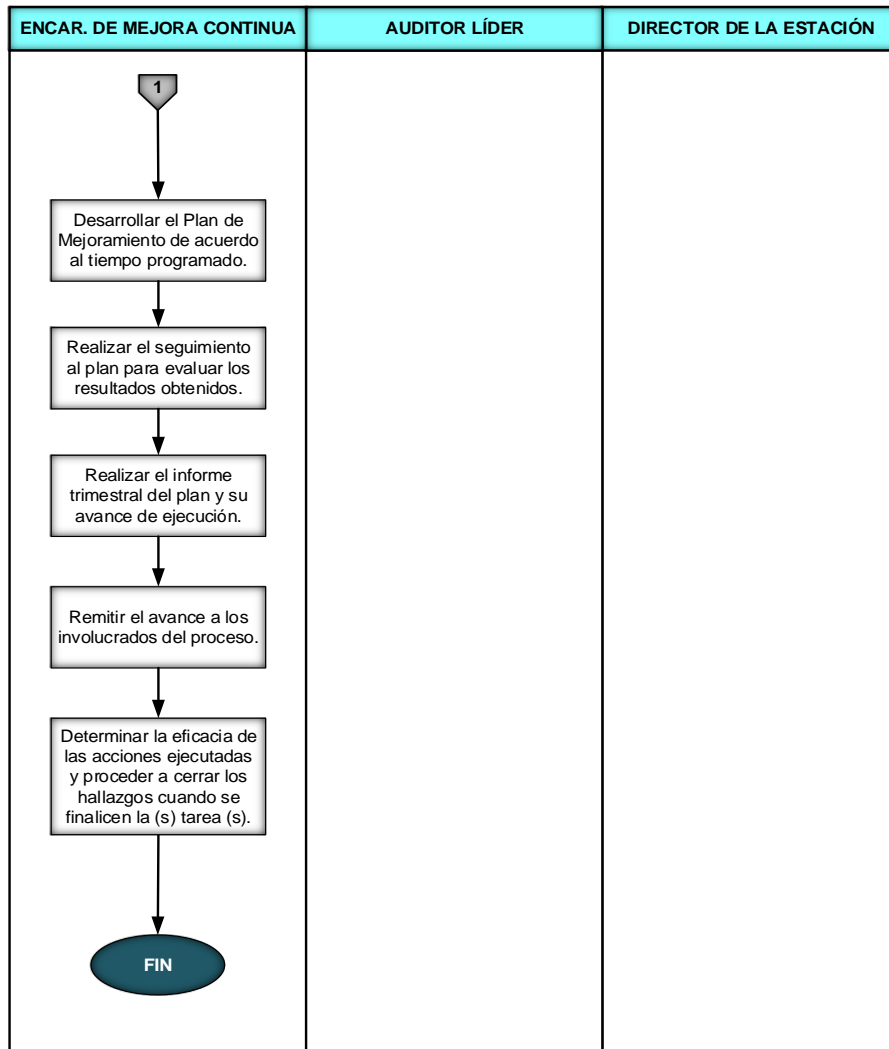 ENCAR. DE MEJORA CONTINUA
AUDITOR LÍDER
DIRECTOR DE LA ESTACIÓN
1
Desarrollar el Plan de
Mejoramiento de acuerdo
al tiempo programado.
Realizar el seguimiento
al plan para evaluar los
resultados obtenidos.
Realizar el informe
trimestral del plan y su
avance de ejecución.
Remitir el avance a los
involucrados del proceso.
Determinar la eficacia de
las acciones ejecutadas
y proceder a cerrar los
hallazgos cuando se
finalicen la (s) tarea (s).
FIN